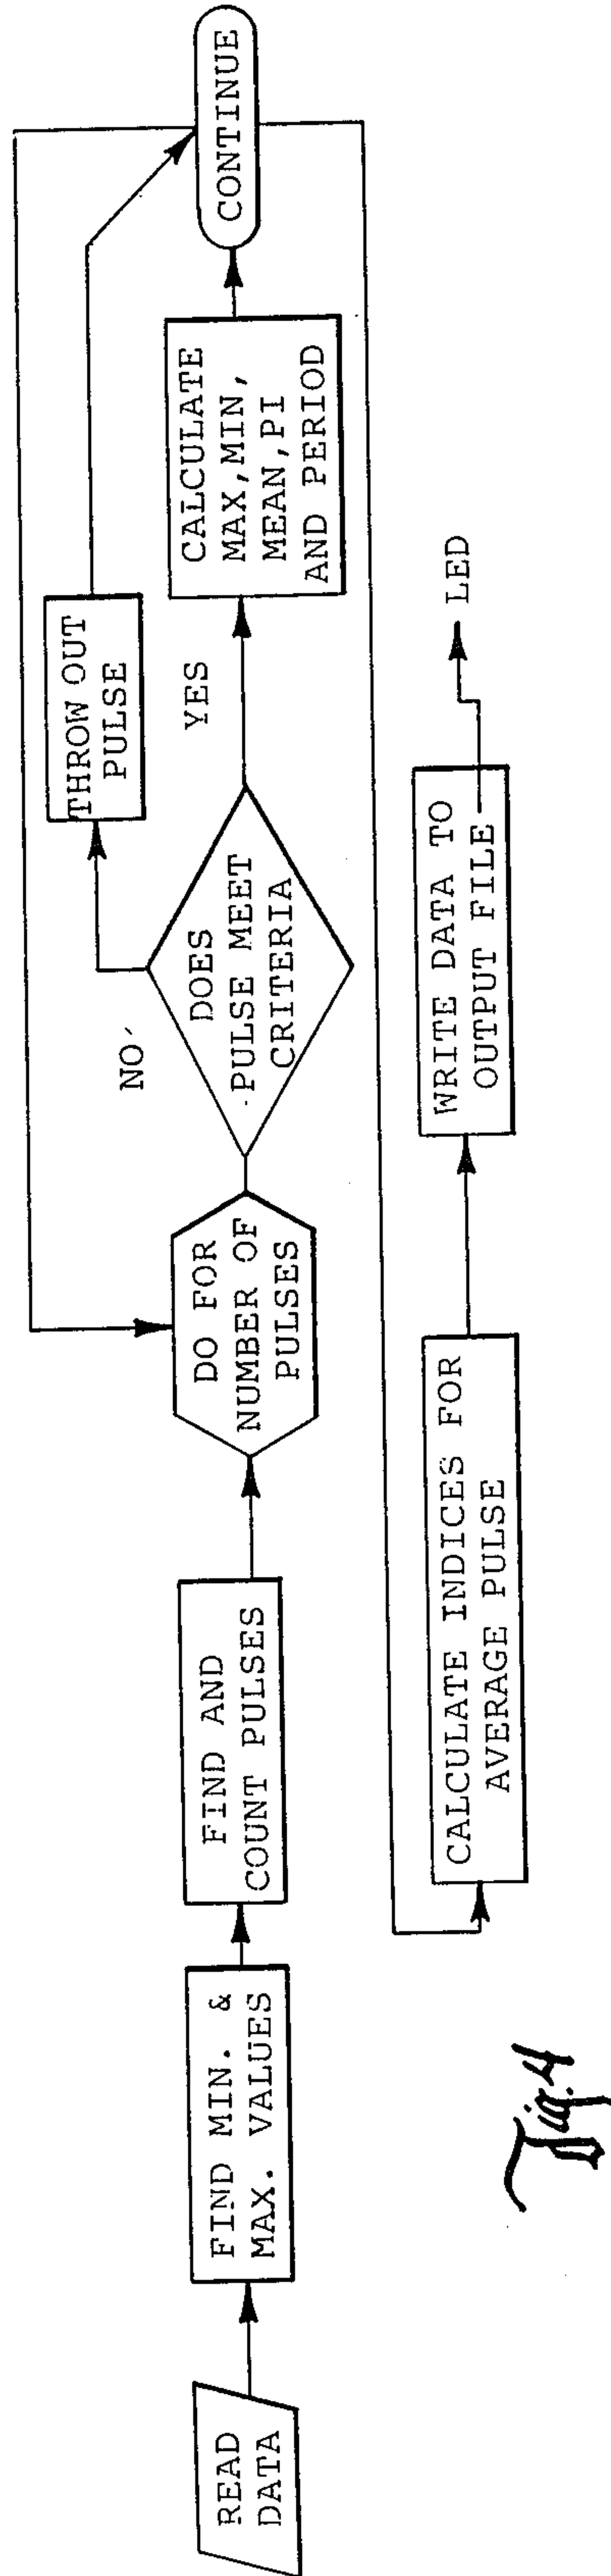 READ
DATA
FIND MIN. &
MAX. VALUES
FIND AND
COUNT PULSES
DO FOR
NUMBER OF
PULSES
DOES
PULSE MEET
CRITERIA
NO
THROW OUT
PULSE
YES
CALCULATE
MAX,MIN,
MEAN,PI
AND PERIOD
CONTINUE
CALCULATE INDICES FOR
AVERAGE PULSE
WRITE DATA TO
OUTPUT FILE
LED
Fig. 4